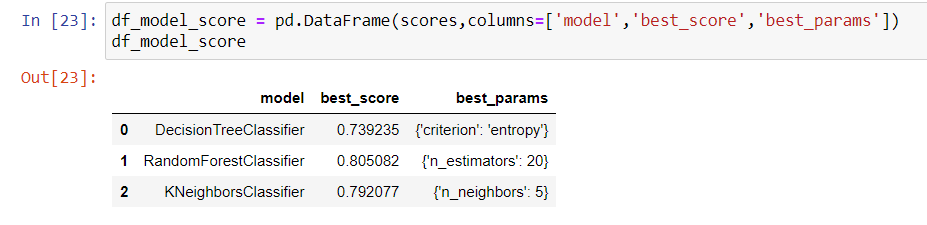 In [23]: df_model_score = pd.DataFrame(scores,columns=['model','best_score','best_params'])
df_model_score
Out[23]:
model best_score best_params
0 DecisionTreeClassifier 0.739235 {'criterion': 'entropy'}
1 RandomForestClassifier 0.805082 {'n_estimators': 20}
2 KNeighborsClassifier 0.792077 {'n_neighbors': 5}